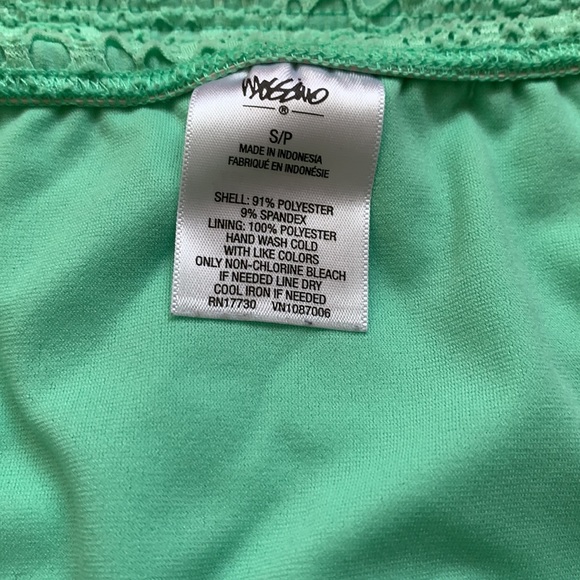 MOSSIMO
®
S/P
MADE IN INDONESIA
FABRIQUÉ EN INDONÉSIE
SHELL: 91% POLYESTER
9% SPANDEX
LINING: 100% POLYESTER
HAND WASH COLD
WITH LIKE COLORS
ONLY NON-CHLORINE BLEACH
IF NEEDED LINE DRY
COOL IRON IF NEEDED
RN17730 VN1087006